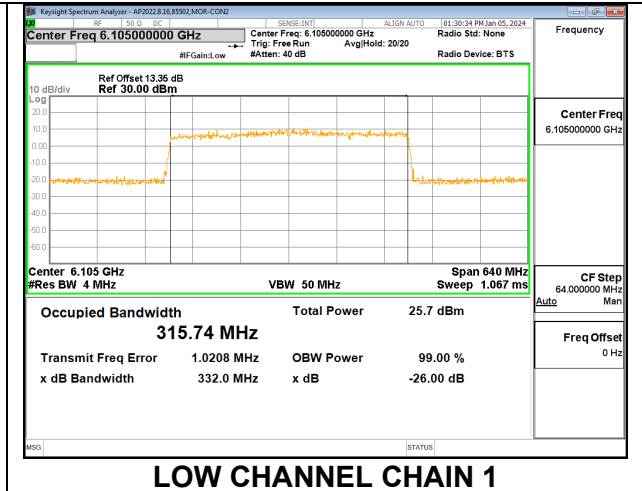 Keysight Spectrum Analyzer - AP2022.8.16,85502,MOR-CON2
RF 50 Ω DC SENSE:INT ALIGN AUTO 01:30:34 PM Jan 05, 2024
Center Freq 6.105000000 GHz
Center Freq: 6.105000000 GHz
Radio Std: None
Trig: Free Run Avg|Hold: 20/20
#IFGain:Low #Atten: 40 dB Radio Device: BTS
Frequency
Ref Offset 13.36 dB
10 dB/div Ref 30.00 dBm
Log
20.0
10.0
0.00
-10.0
-20.0
-30.0
-40.0
-50.0
-60.0
Center Freq
6.105000000 GHz
Center 6.105 GHz Span 640 MHz
#Res BW 4 MHz VBW 50 MHz Sweep 1.067 ms
CF Step
64.000000 MHz
Auto Man
Freq Offset
0 Hz
Occupied Bandwidth Total Power 25.7 dBm
315.74 MHz
Transmit Freq Error 1.0208 MHz OBW Power 99.00 %
x dB Bandwidth 332.0 MHz x dB -26.00 dB
MSG STATUS
LOW CHANNEL CHAIN 1